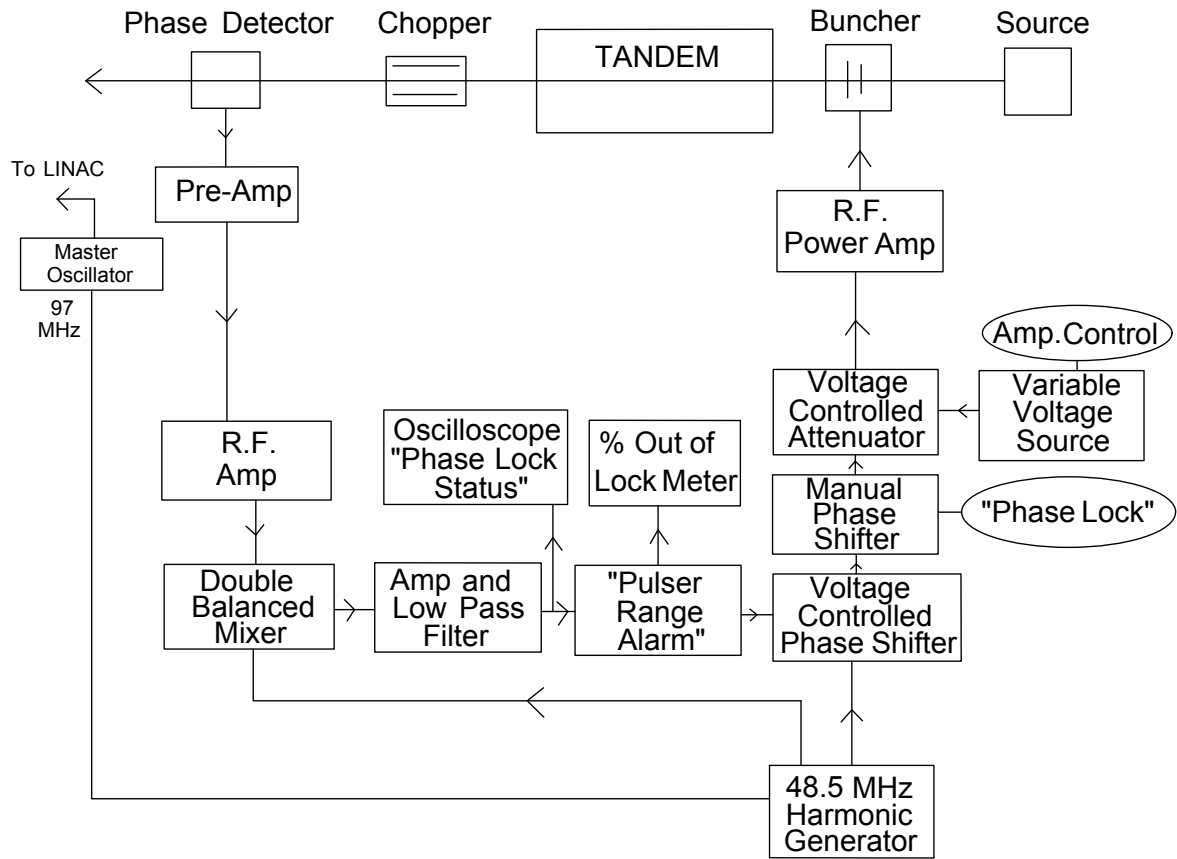 Phase Detector
Chopper
TANDEM
Buncher
Source
To LINAC
Pre-Amp
Master
Oscillator
97
MHz
R.F.
Power Amp
Amp.Control
Voltage
Controlled
Attenuator
Variable
Voltage
Source
R.F.
Amp
Oscilloscope
"Phase Lock
Status"
% Out of
Lock Meter
Manual
Phase
Shifter
"Phase Lock"
Double
Balanced
Mixer
Amp and
Low Pass
Filter
"Pulser
Range
Alarm"
Voltage
Controlled
Phase Shifter
48.5 MHz
Harmonic
Generator